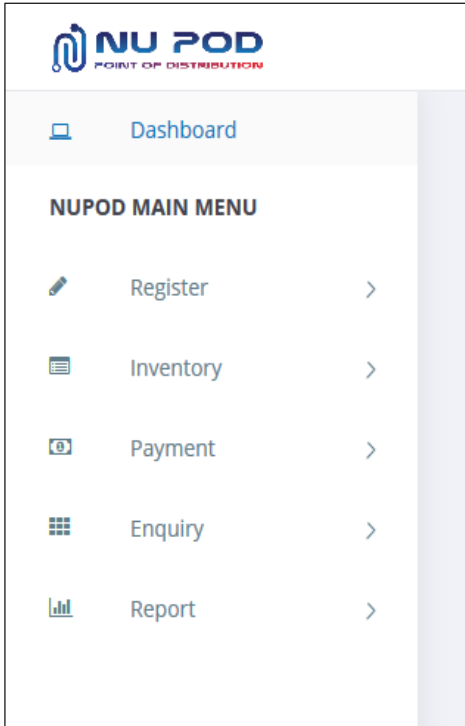 NU POD
POINT OF DISTRIBUTION
Dashboard
NUPOD MAIN MENU
Register
Inventory
Payment
Enquiry
Report